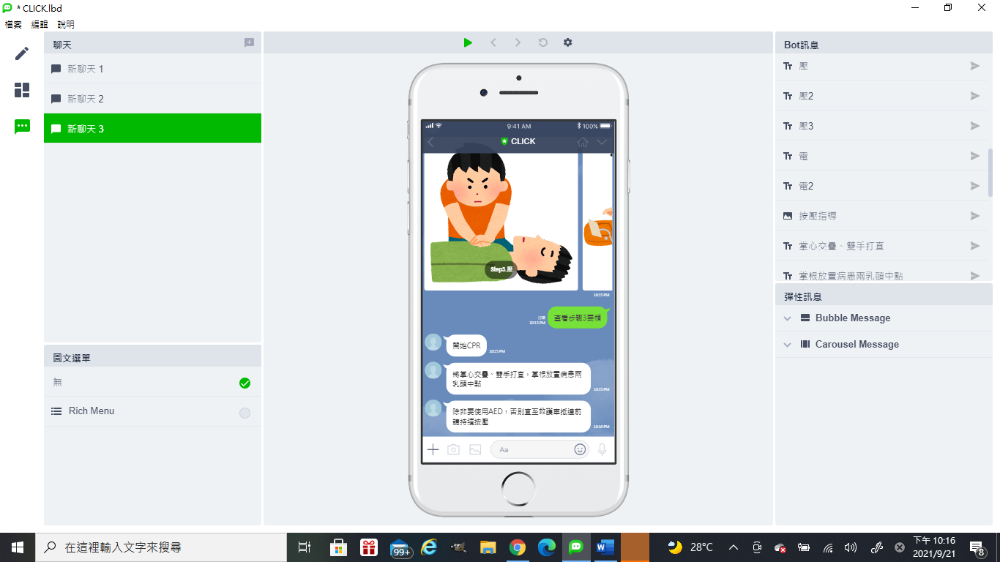 * CLICK.lbd
檔案 編輯 說明
聊天
新聊天 1
新聊天 2
新聊天 3
圖文選單
無
Rich Menu
9:41 AM
100%
CLICK
Step3.壓
10:15 PM
已讀
10:15 PM
查看步驟3要領
開始CPR
10:15 PM
將掌心交疊、雙手打直，掌根放置病患兩
乳頭中點
10:15 PM
除非要使用AED，否則直至救護車抵達前
請持續按壓
10:16 PM
Aa
Bot訊息
壓
壓2
壓3
電
電2
按壓指導
掌心交疊、雙手打直
掌根放置病患兩乳頭中點
彈性訊息
Bubble Message
Carousel Message
在這裡輸入文字來搜尋
99+
28°C
下午 10:16
2021/9/21
8